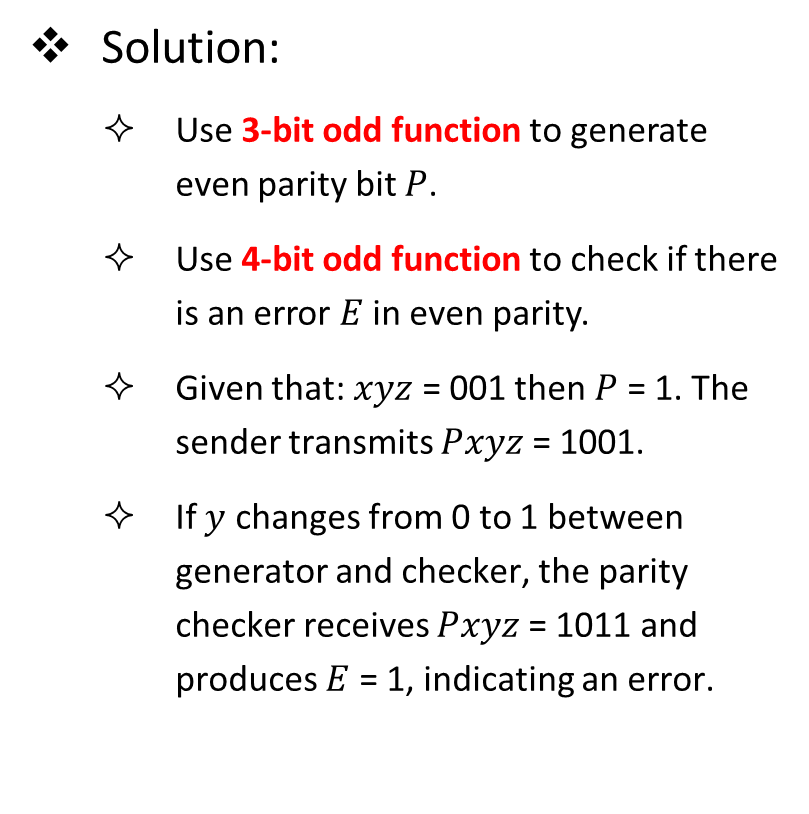 ❖ Solution:
✧ Use 3-bit odd function to generate
even parity bit P.
✧ Use 4-bit odd function to check if there
is an error E in even parity.
✧ Given that: xyz = 001 then P = 1. The
sender transmits Pxyz = 1001.
✧ If y changes from 0 to 1 between
generator and checker, the parity
checker receives Pxyz = 1011 and
produces E = 1, indicating an error.